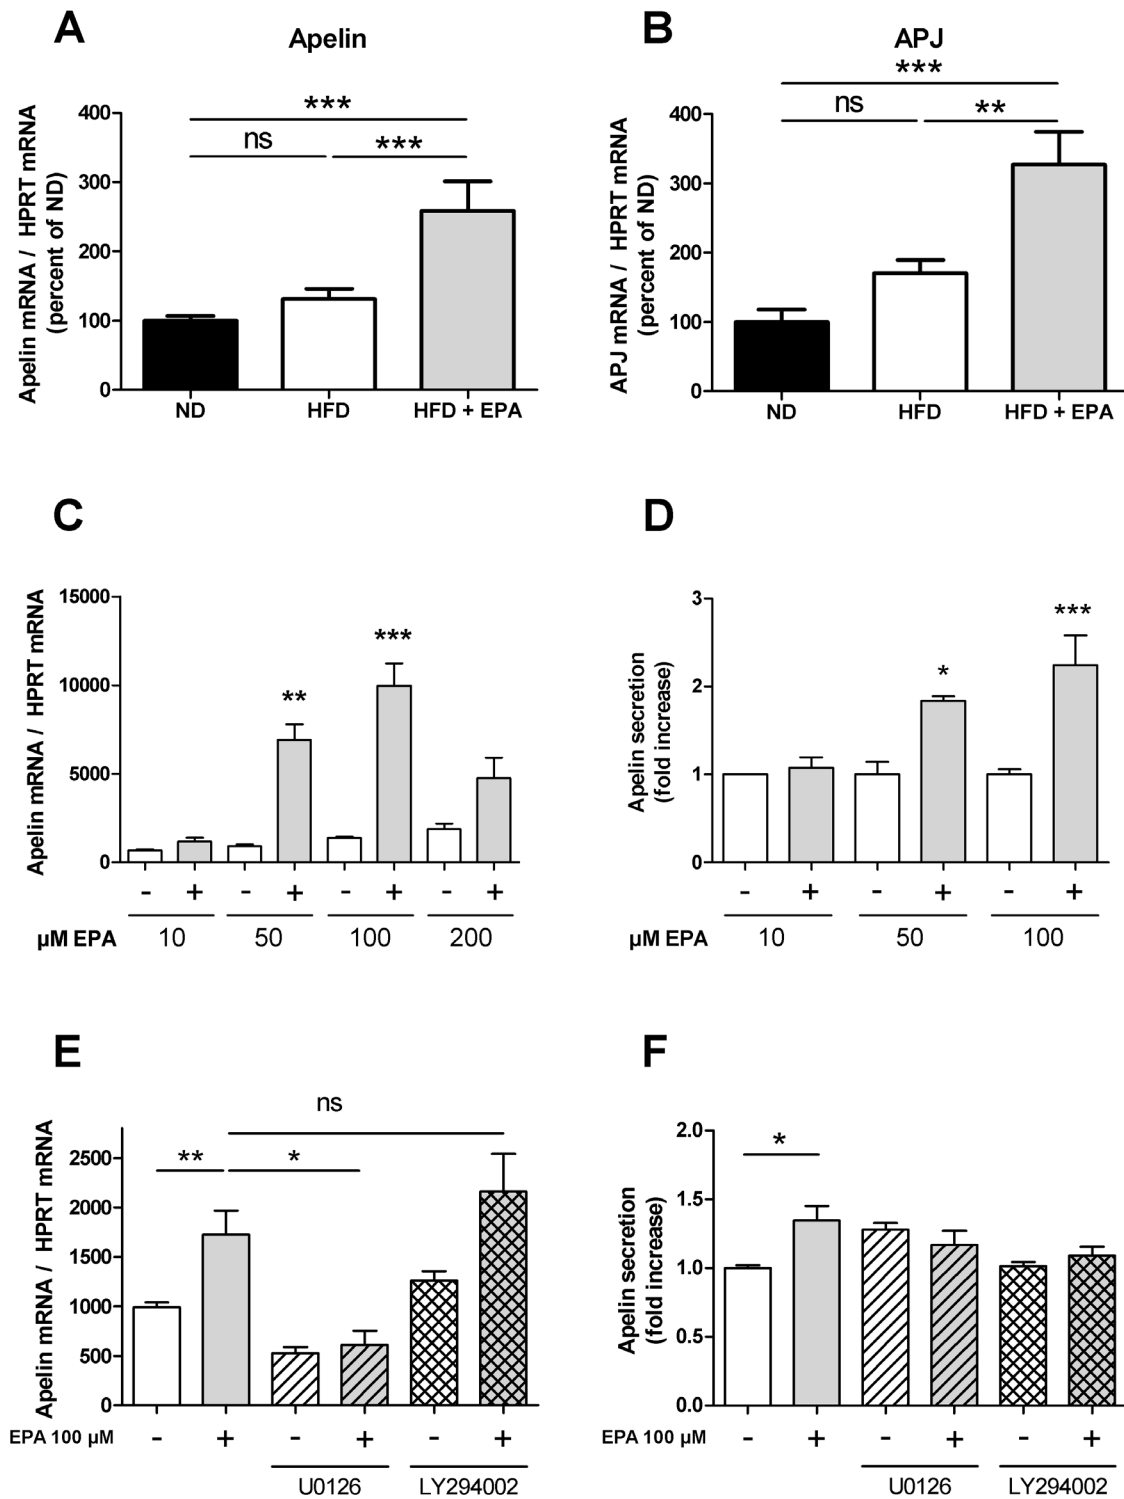 A
Apelin
***
ns
***
Apelin mRNA / HPRT mRNA
(percent of ND)
400
300
200
100
0
ND
HFD
HFD + EPA
B
APJ
***
ns
**
APJ mRNA / HPRT mRNA
(percent of ND)
400
300
200
100
0
ND
HFD
HFD + EPA
C
Apelin mRNA / HPRT mRNA
15000
10000
5000
0
**
***
- + - + - + - +
µM EPA 10 50 100 200
D
Apelin secretion
(fold increase)
3
2
1
0
*
***
- + - + - +
µM EPA 10 50 100
E
ns
**
*
Apelin mRNA / HPRT mRNA
2500
2000
1500
1000
500
0
EPA 100 µM - + - + - +
U0126 LY294002
F
*
Apelin secretion
(fold increase)
2.0
1.5
1.0
0.5
0.0
EPA 100 µM - + - + - +
U0126 LY294002